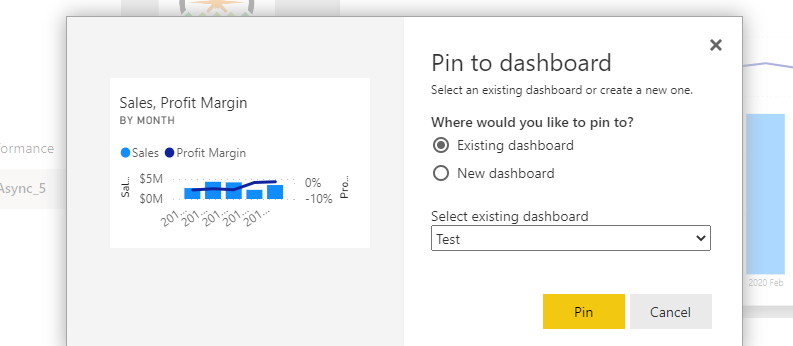 Pin to dashboard
Select an existing dashboard or create a new one.
Where would you like to pin to?
Existing dashboard
New dashboard
Select existing dashboard
Test
Pin
Cancel
Sales, Profit Margin
BY MONTH
Sales Profit Margin
Sal...
$5M
$0M
0%
-10%
Pro...
201... 201... 201... 201... 201...
ormance
Async_5
2020 Feb